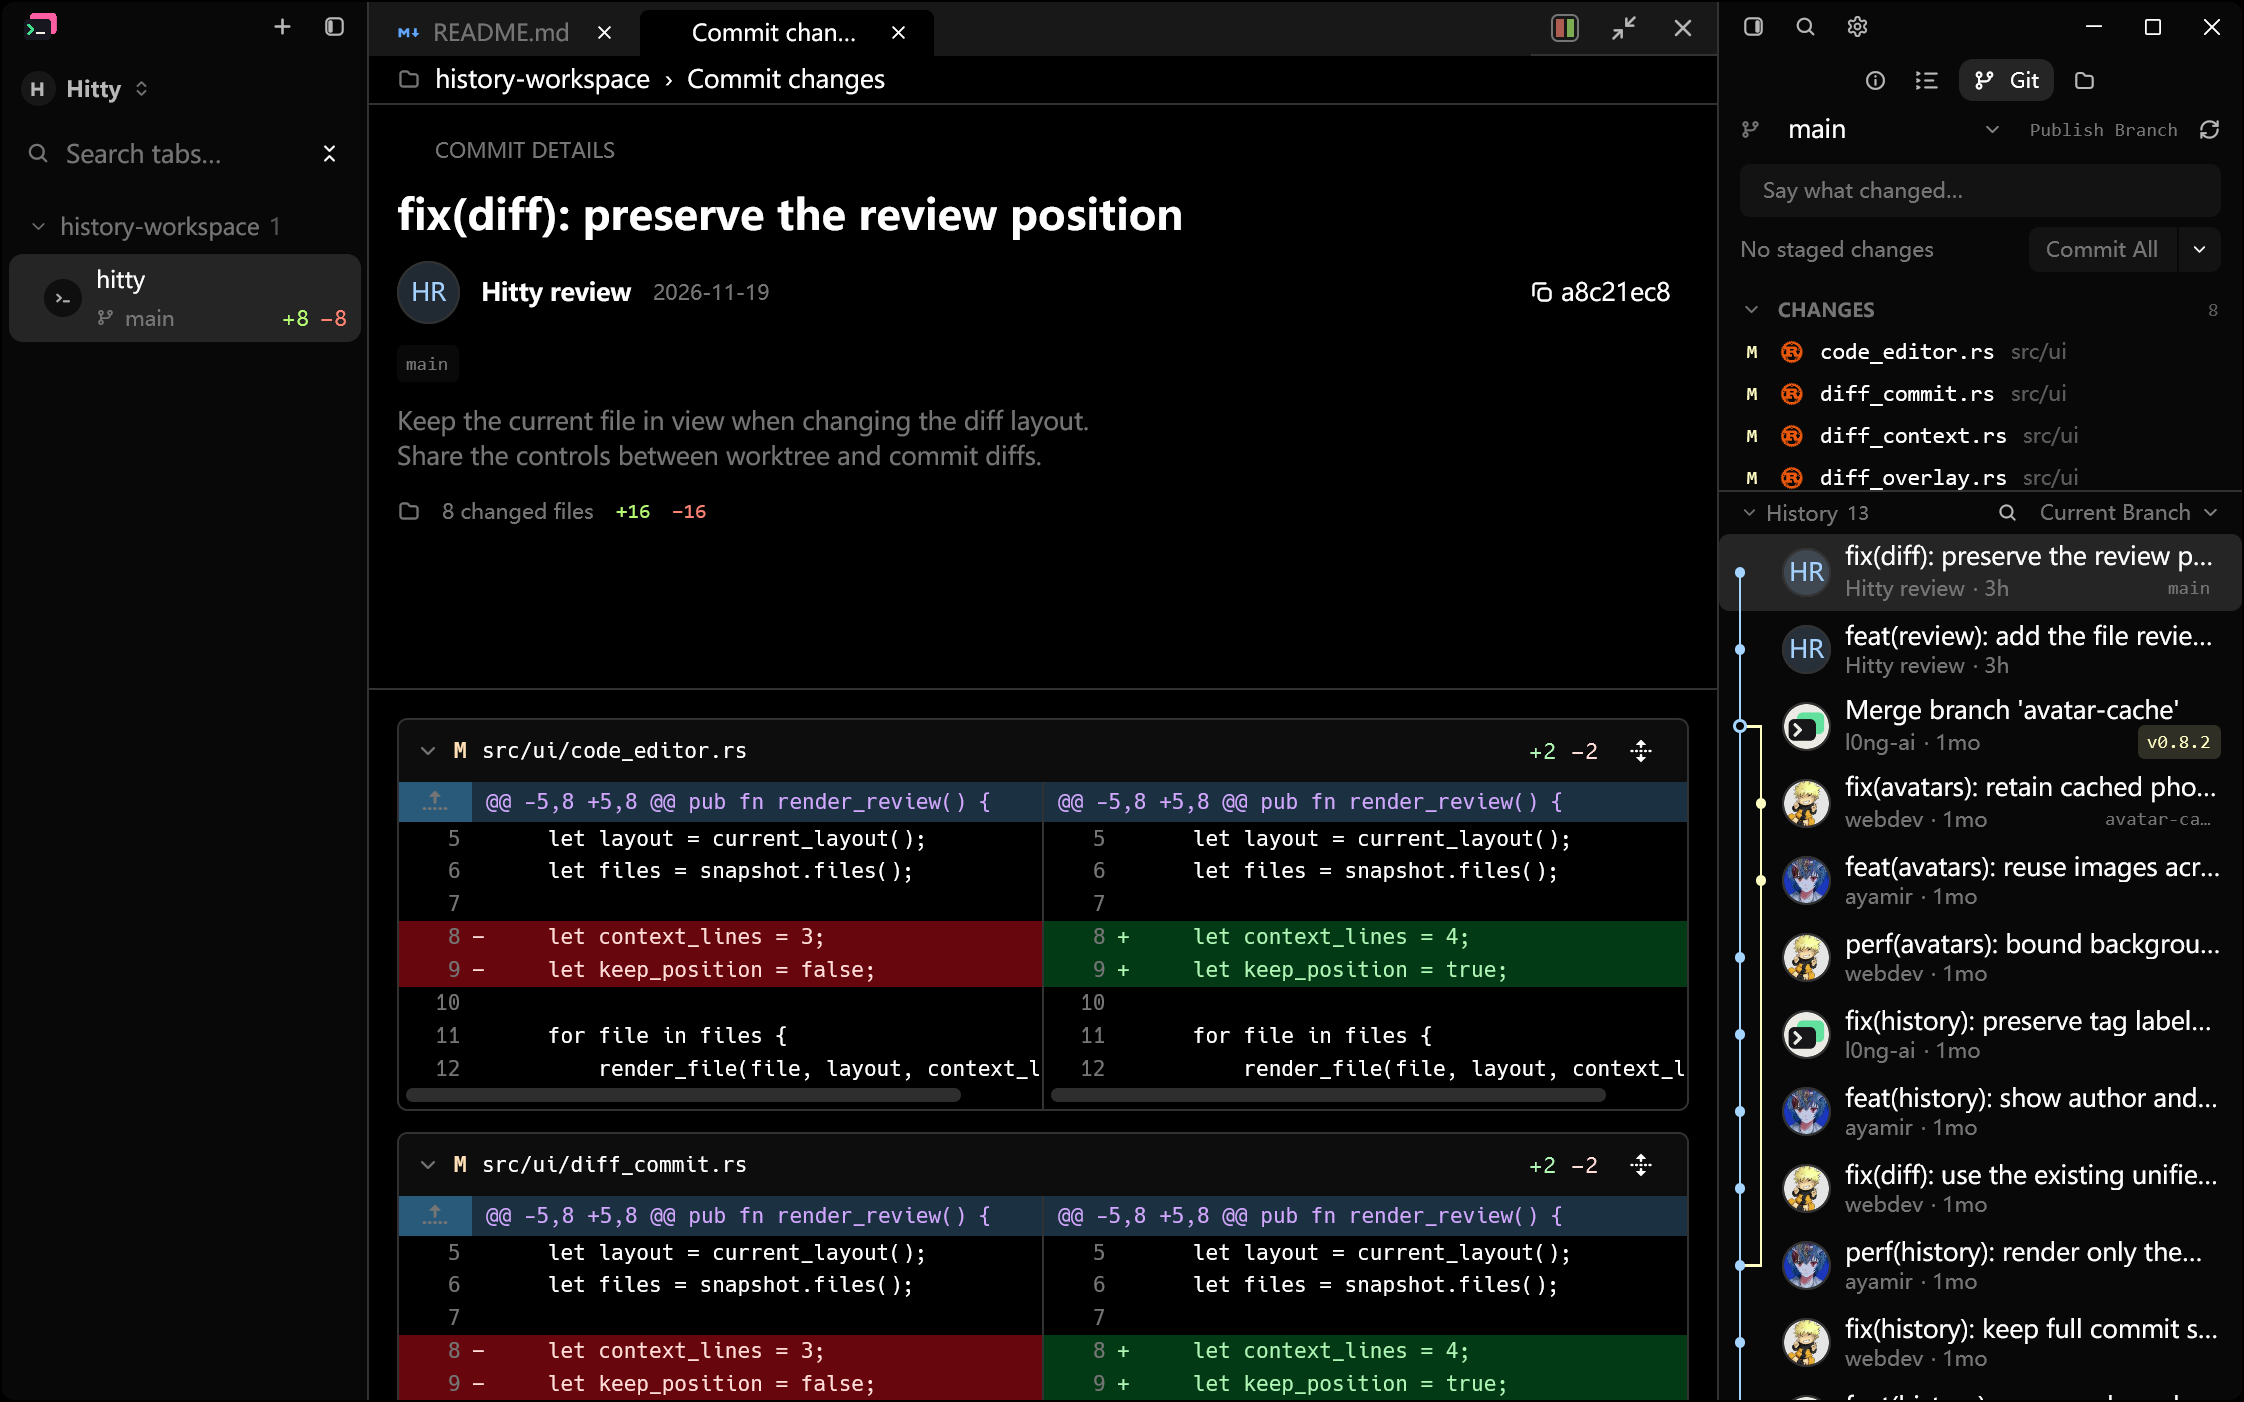 H Hitty
Search tabs...
history-workspace 1
hitty
main +8 −8
README.md
Commit chan...
history-workspace › Commit changes
COMMIT DETAILS
fix(diff): preserve the review position
HR Hitty review 2026-11-19 a8c21ec8
main
Keep the current file in view when changing the diff layout.
Share the controls between worktree and commit diffs.
8 changed files +16 −16
M src/ui/code_editor.rs +2 −2
@@ -5,8 +5,8 @@ pub fn render_review() { @@ -5,8 +5,8 @@ pub fn render_review() {
5 let layout = current_layout(); 5 let layout = current_layout();
6 let files = snapshot.files(); 6 let files = snapshot.files();
7 7
8 − let context_lines = 3; 8 + let context_lines = 4;
9 − let keep_position = false; 9 + let keep_position = true;
10 10
11 for file in files { 11 for file in files {
12 render_file(file, layout, context_l 12 render_file(file, layout, context_l
M src/ui/diff_commit.rs +2 −2
@@ -5,8 +5,8 @@ pub fn render_review() { @@ -5,8 +5,8 @@ pub fn render_review() {
5 let layout = current_layout(); 5 let layout = current_layout();
6 let files = snapshot.files(); 6 let files = snapshot.files();
7 7
8 − let context_lines = 3; 8 + let context_lines = 4;
9 − let keep_position = false; 9 + let keep_position = true;
Git
main Publish Branch
Say what changed...
No staged changes Commit All
CHANGES 8
M code_editor.rs src/ui
M diff_commit.rs src/ui
M diff_context.rs src/ui
M diff_overlay.rs src/ui
History 13 Current Branch
HR fix(diff): preserve the review p...
Hitty review · 3h main
HR feat(review): add the file revie...
Hitty review · 3h
Merge branch 'avatar-cache'
l0ng-ai · 1mo v0.8.2
fix(avatars): retain cached pho...
webdev · 1mo avatar-ca...
feat(avatars): reuse images acr...
ayamir · 1mo
perf(avatars): bound backgrou...
webdev · 1mo
fix(history): preserve tag label...
l0ng-ai · 1mo
feat(history): show author and...
ayamir · 1mo
fix(diff): use the existing unifie...
webdev · 1mo
perf(history): render only the...
ayamir · 1mo
fix(history): keep full commit s...
webdev · 1mo